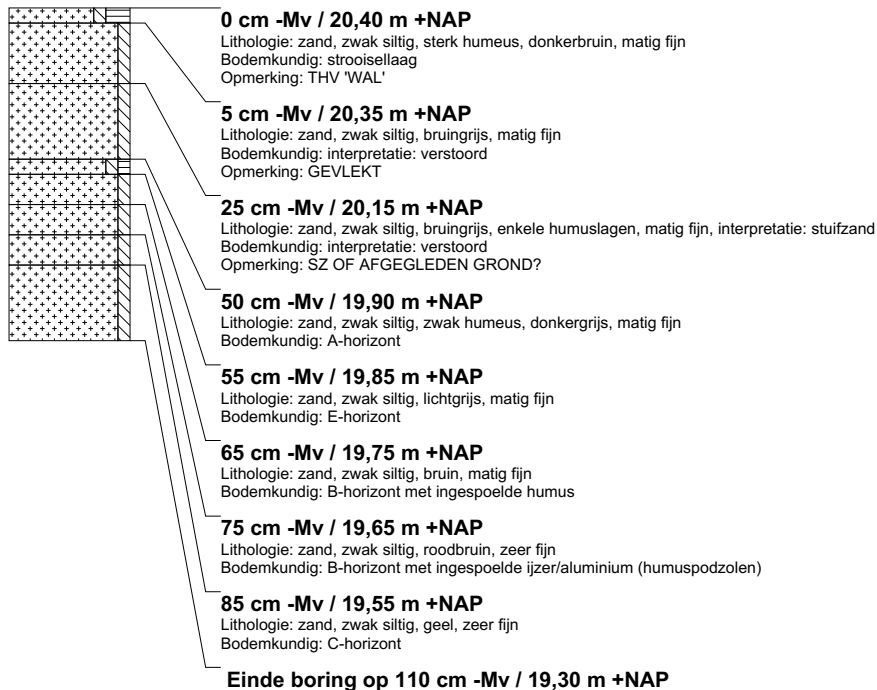 0 cm -Mv / 20,40 m +NAP
Lithologie: zand, zwak siltig, sterk humeus, donkerbruin, matig fijn
Bodemkundig: strooisellaag
Opmerking: THV 'WAL'
5 cm -Mv / 20,35 m +NAP
Lithologie: zand, zwak siltig, bruingrijs, matig fijn
Bodemkundig: interpretatie: verstoord
Opmerking: GEVLEKT
25 cm -Mv / 20,15 m +NAP
Lithologie: zand, zwak siltig, bruingrijs, enkele humuslagen, matig fijn, interpretatie: stuifzand
Bodemkundig: interpretatie: verstoord
Opmerking: SZ OF AFGEGLEDEN GROND?
50 cm -Mv / 19,90 m +NAP
Lithologie: zand, zwak siltig, zwak humeus, donkergrijs, matig fijn
Bodemkundig: A-horizont
55 cm -Mv / 19,85 m +NAP
Lithologie: zand, zwak siltig, lichtgrijs, matig fijn
Bodemkundig: E-horizont
65 cm -Mv / 19,75 m +NAP
Lithologie: zand, zwak siltig, bruin, matig fijn
Bodemkundig: B-horizont met ingespoelde humus
75 cm -Mv / 19,65 m +NAP
Lithologie: zand, zwak siltig, roodbruin, zeer fijn
Bodemkundig: B-horizont met ingespoelde ijzer/aluminium (humuspodzolen)
85 cm -Mv / 19,55 m +NAP
Lithologie: zand, zwak siltig, geel, zeer fijn
Bodemkundig: C-horizont
Einde boring op 110 cm -Mv / 19,30 m +NAP